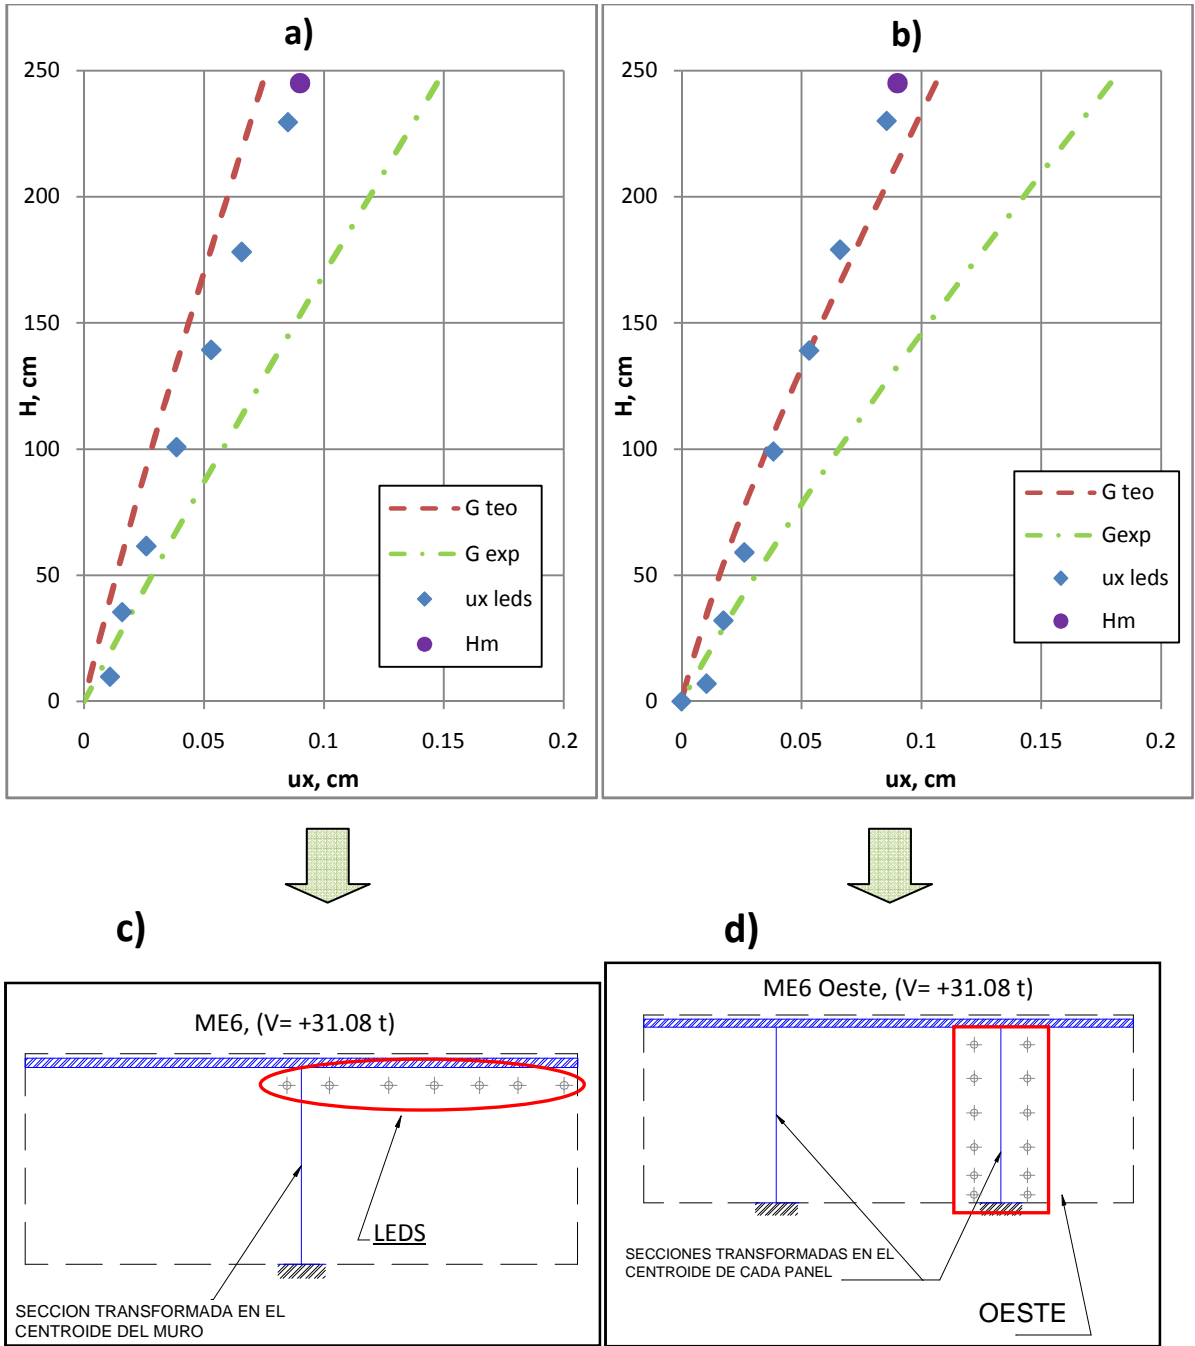 a)
250
200
150
100
50
0
H, cm
0 0.05 0.1 0.15 0.2
ux, cm
G teo
G exp
ux leds
Hm
b)
250
200
150
100
50
0
H, cm
0 0.05 0.1 0.15 0.2
ux, cm
G teo
Gexp
ux leds
Hm
c)
ME6, (V= +31.08 t)
LEDS
SECCION TRANSFORMADA EN EL
CENTROIDE DEL MURO
d)
ME6 Oeste, (V= +31.08 t)
SECCIONES TRANSFORMADAS EN EL
CENTROIDE DE CADA PANEL
OESTE